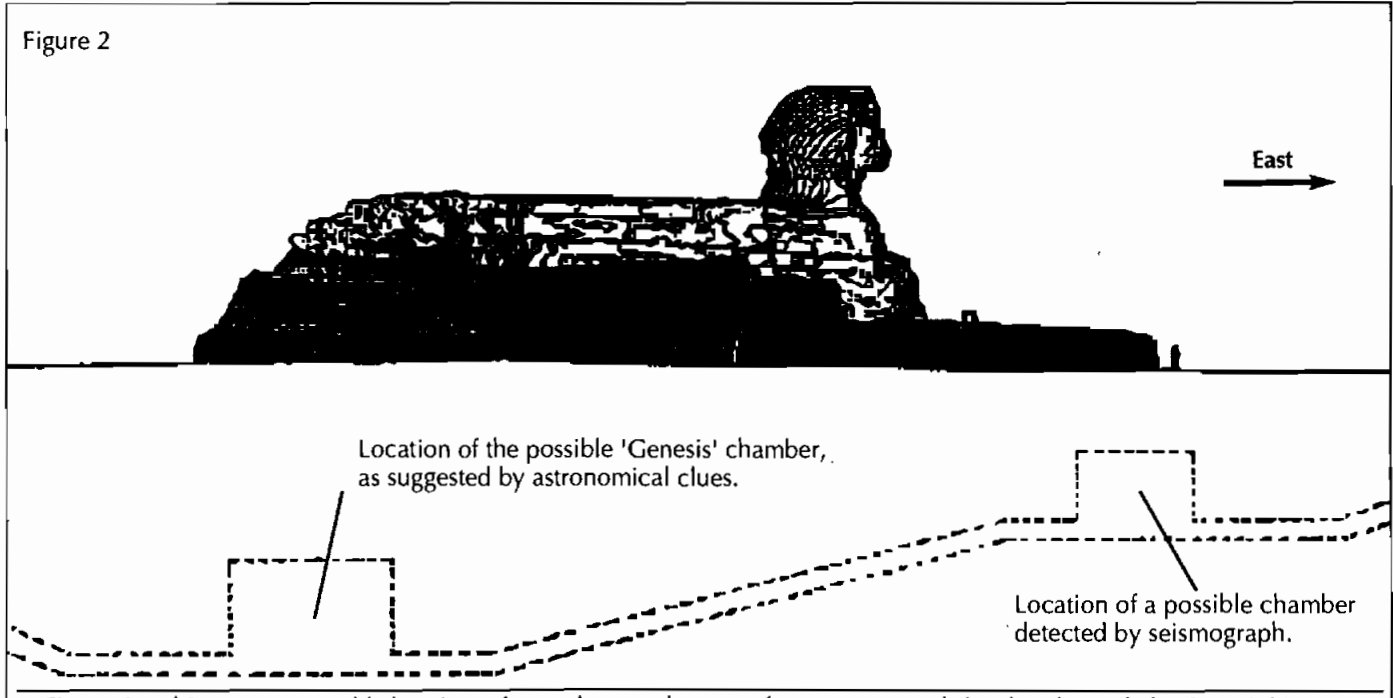 Figure 2
East
Location of the possible 'Genesis' chamber,
as suggested by astronomical clues.
Location of a possible chamber
detected by seismograph.